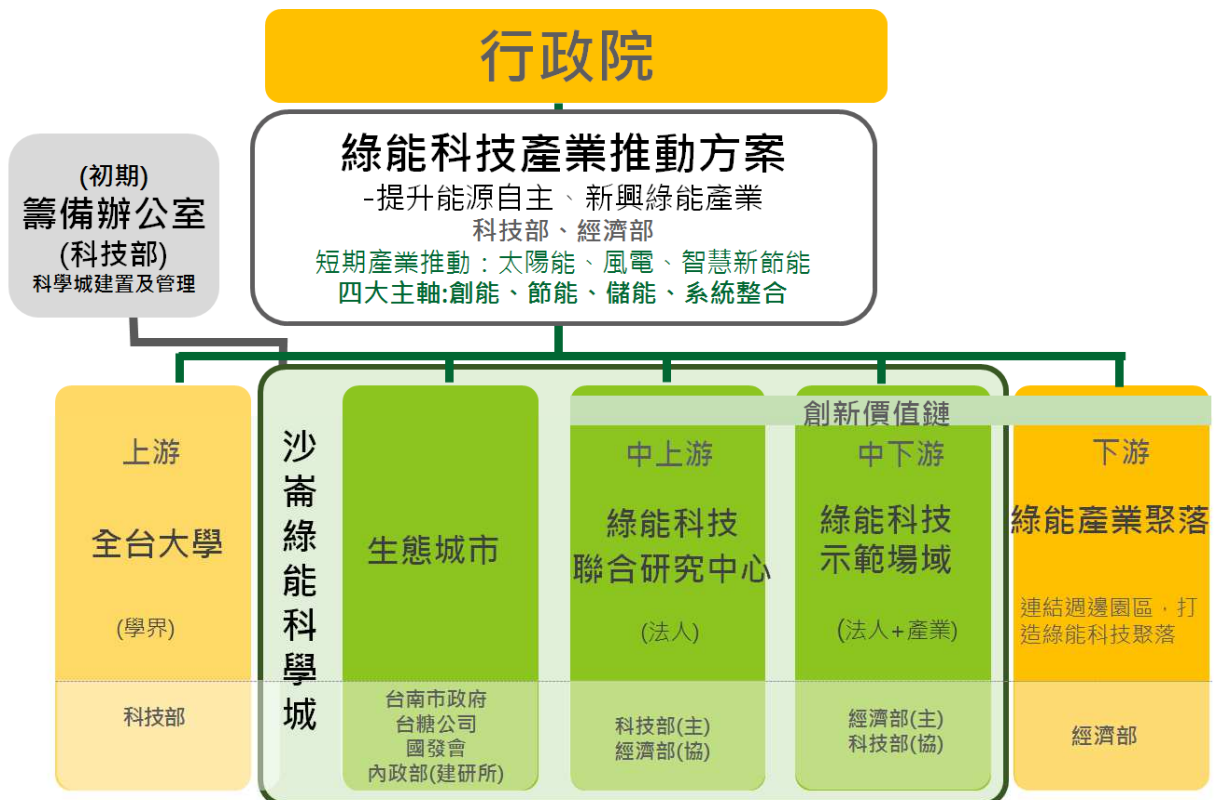 行政院
綠能科技產業推動方案
-提升能源自主、新興綠能產業
科技部、經濟部
短期產業推動：太陽能、風電、智慧新節能
四大主軸:創能、節能、儲能、系統整合
(初期)
籌備辦公室
(科技部)
科學城建置及管理
創新價值鏈
上游
全台大學
(學界)
科技部
沙崙綠能科學城
生態城市
台南市政府
台糖公司
國發會
內政部(建研所)
中上游
綠能科技
聯合研究中心
(法人)
科技部(主)
經濟部(協)
中下游
綠能科技
示範場域
(法人+產業)
經濟部(主)
科技部(協)
下游
綠能產業聚落
連結週邊園區，打
造綠能科技聚落
經濟部